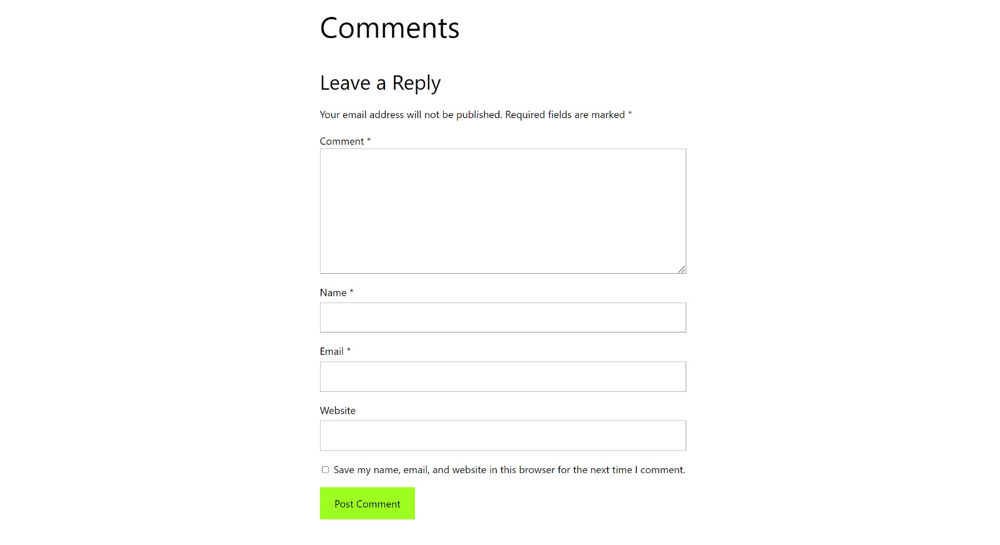 Comments
Leave a Reply
Your email address will not be published. Required fields are marked *
Comment *
Name *
Email *
Website
Save my name, email, and website in this browser for the next time I comment.
Post Comment